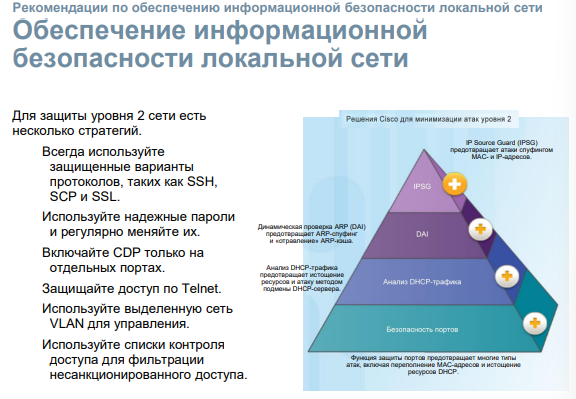 Рекомендации по обеспечению информационной безопасности локальной сети
Обеспечение информационной
безопасности локальной сети
Для защиты уровня 2 сети есть
несколько стратегий.
Всегда используйте
защищенные варианты
протоколов, таких как SSH,
SCP и SSL.
Используйте надежные пароли
и регулярно меняйте их.
Включайте CDP только на
отдельных портах.
Защищайте доступ по Telnet.
Используйте выделенную сеть
VLAN для управления.
Используйте списки контроля
доступа для фильтрации
несанкционированного доступа.
Решения Cisco для минимизации атак уровня 2
IP Source Guard (IPSG)
предотвращает атаки спуфингом
MAC- и IP-адресов.
IPSG
Динамическая проверка ARP (DAI)
предотвращает ARP-спуфинг
и «отравление» ARP-кэша.
DAI
Анализ DHCP-трафика
предотвращает истощение
ресурсов и атаку методом
подмены DHCP-сервера.
Анализ DHCP-трафика
Безопасность портов
Функция защиты портов предотвращает многие типы
атак, включая переполнение MAC-адресов и истощение
ресурсов DHCP.